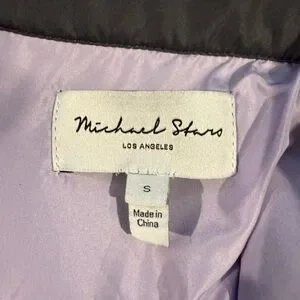 Michael Stars
LOS ANGELES
S
Made in
China